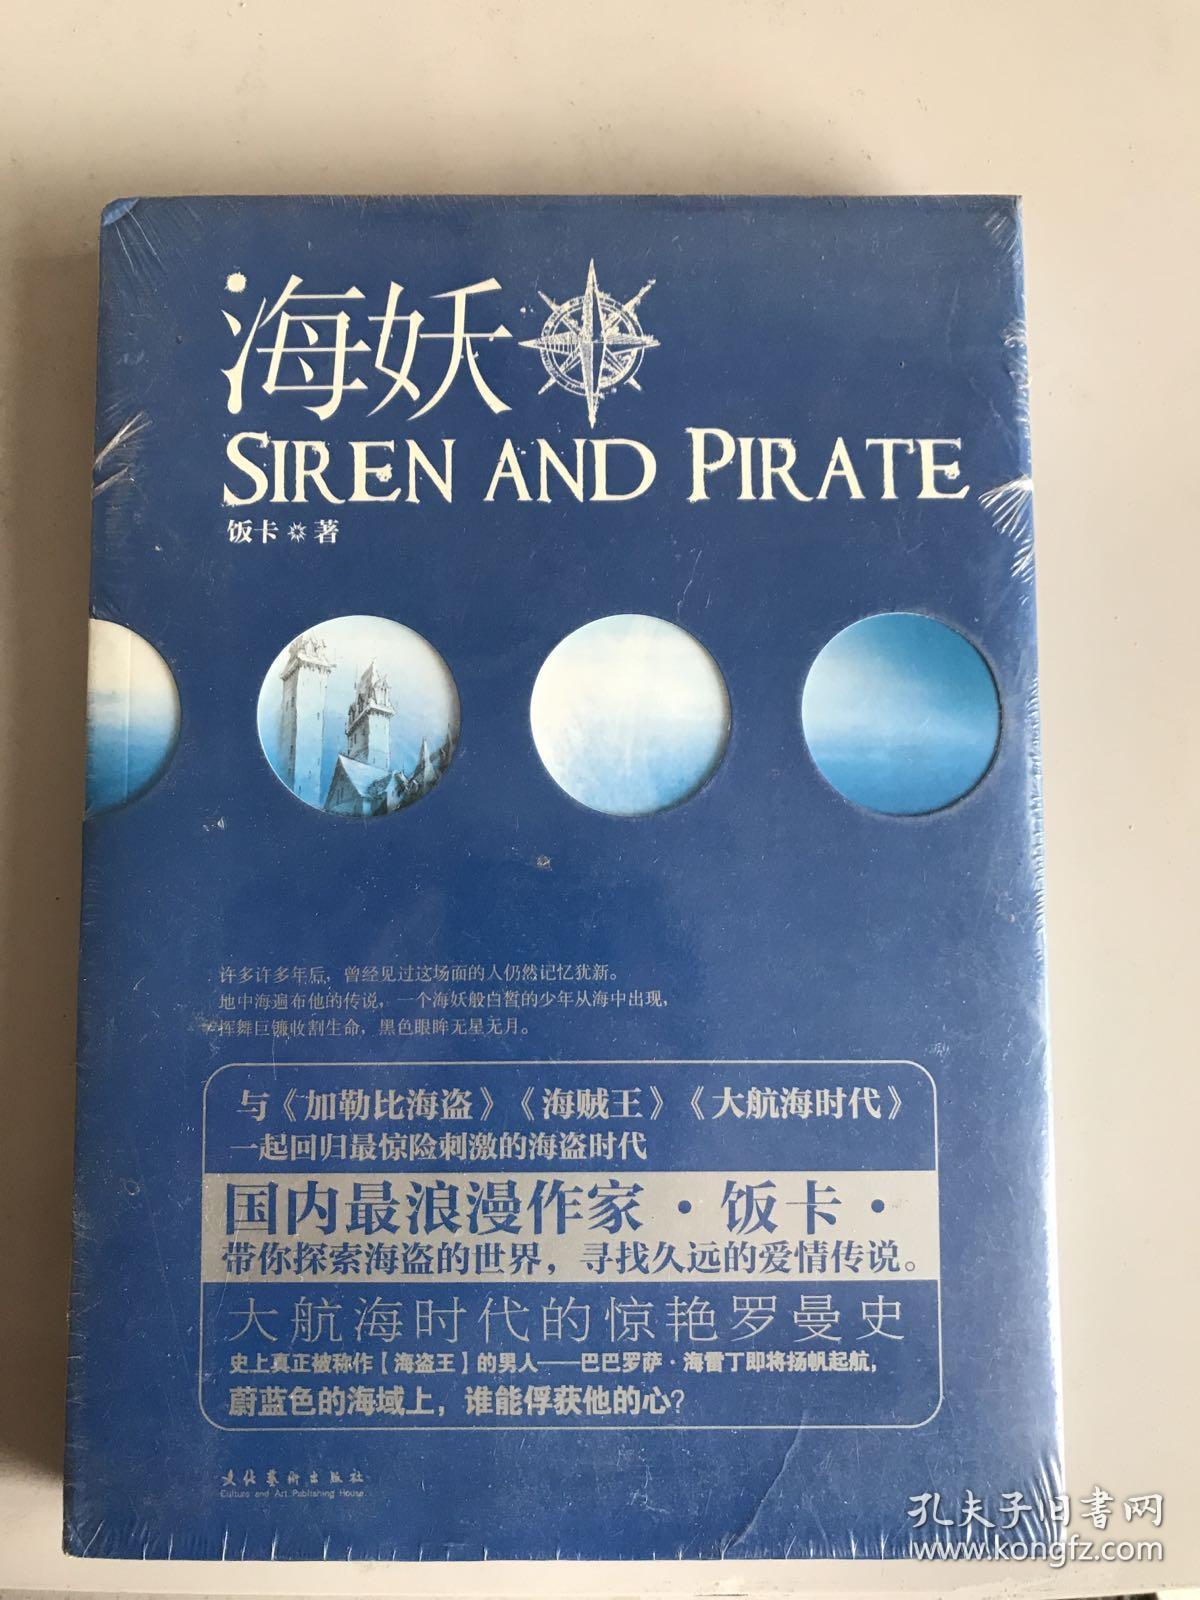 海妖
SIREN AND PIRATE
饭卡 著
许多许多年后，曾经见过这场面的人仍然记忆犹新。
地中海遍布他的传说，一个海妖般白皙的少年从海中出现，
挥舞巨镰收割生命，黑色眼眸无星无月。
与《加勒比海盗》《海贼王》《大航海时代》
一起回归最惊险刺激的海盗时代
国内最浪漫作家·饭卡·
带你探索海盗的世界，寻找久远的爱情传说。
大航海时代的惊艳罗曼史
史上真正被称作【海盗王】的男人——巴巴罗萨·海雷丁即将扬帆起航，
蔚蓝色的海域上，谁能俘获他的心？
文化藝術出版社
Culture and Art Publishing House
孔夫子旧书网
www.kongfz.com